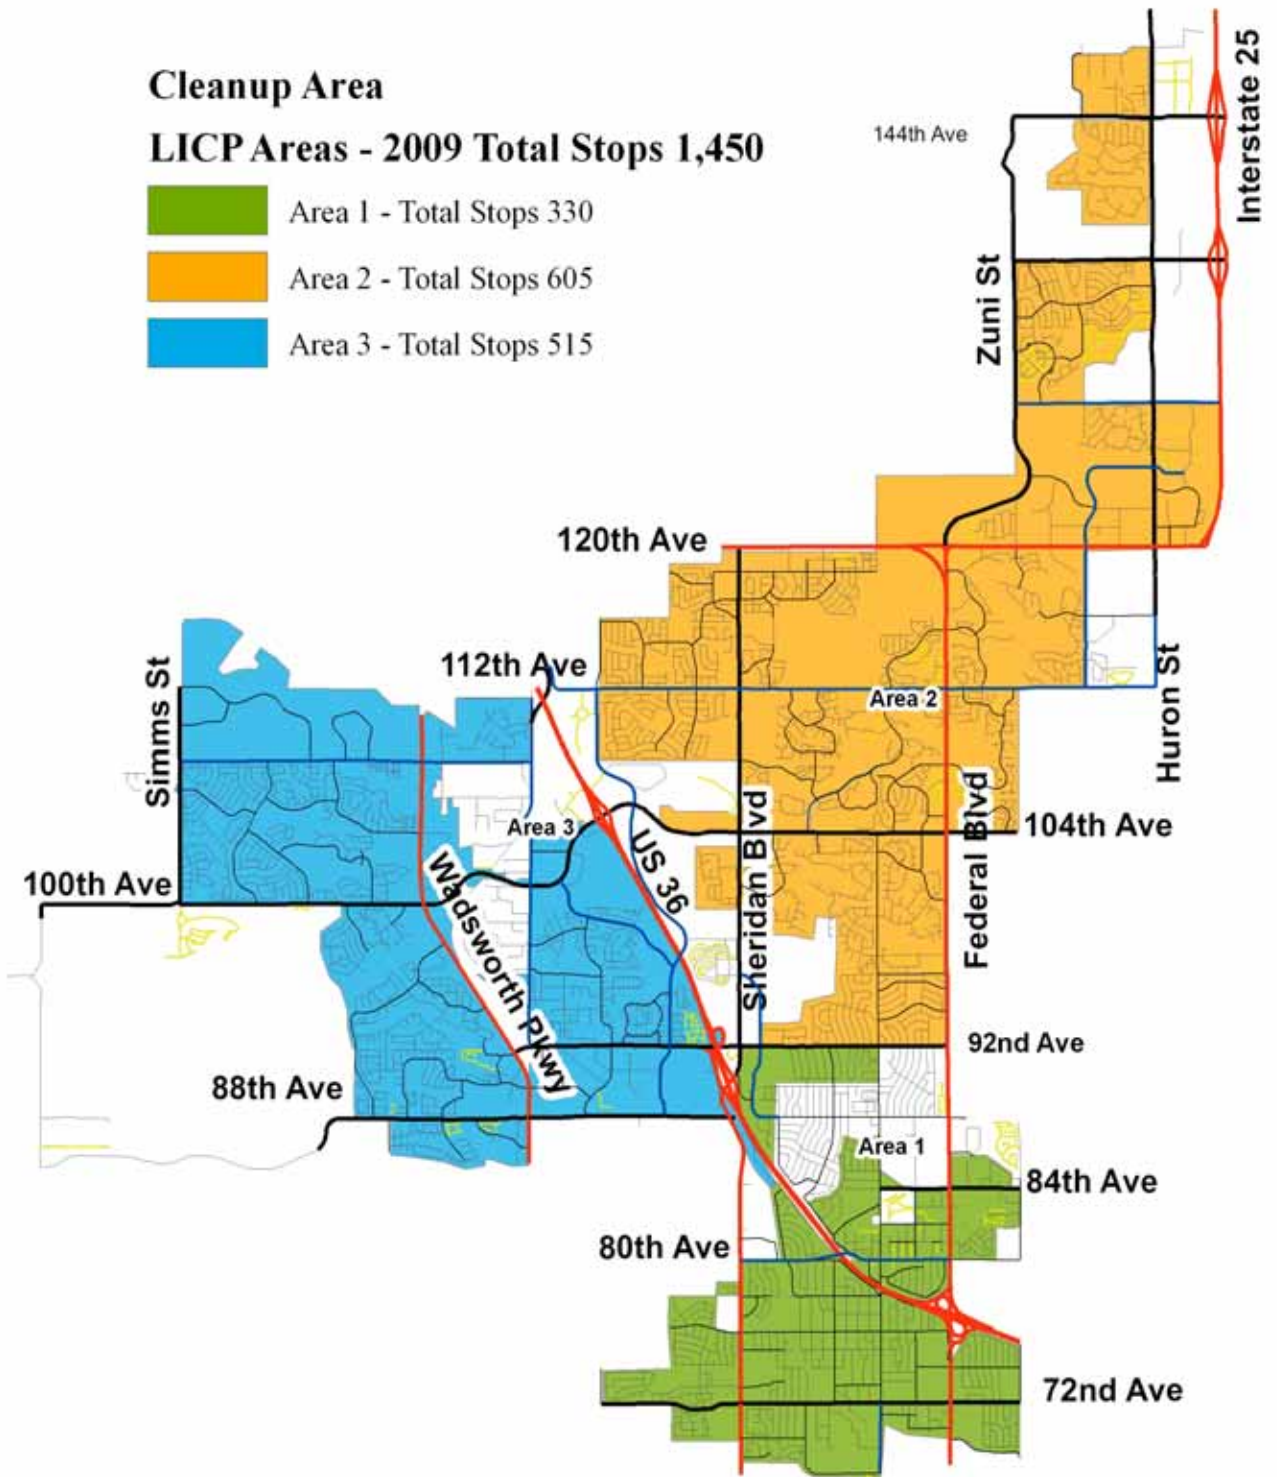 Cleanup Area
LICP Areas - 2009 Total Stops 1,450
Area 1 - Total Stops 330
Area 2 - Total Stops 605
Area 3 - Total Stops 515
Interstate 25
144th Ave
Zuni St
120th Ave
112th Ave
Simms St
Huron St
Area 2
Federal Blvd
Sheridan Blvd
104th Ave
Area 3
US 36
Wadsworth Pkwy
100th Ave
92nd Ave
88th Ave
Area 1
84th Ave
80th Ave
72nd Ave